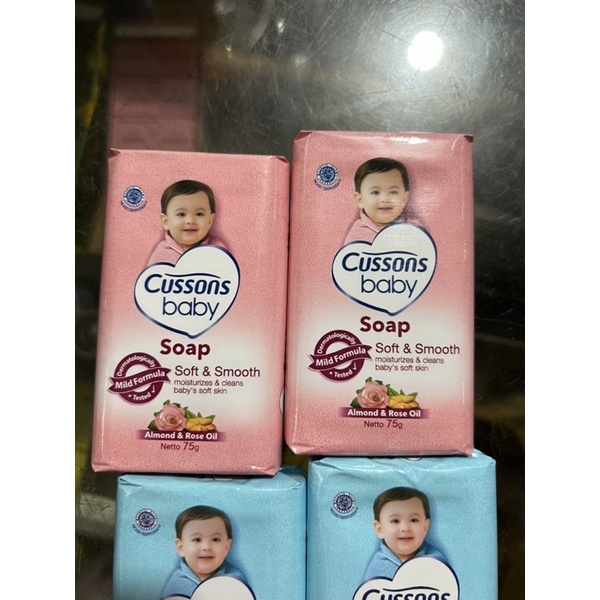 Cussons
baby
Soap
Dermatologically
Mild Formula
Tested
Soft & Smooth
moisturizes & cleans
baby's soft skin
Almond & Rose Oil
Netto 75g
Cussons
baby
Soap
Dermatologically
Mild Formula
Tested
Soft & Smooth
moisturizes & cleans
baby's soft skin
Almond & Rose Oil
Netto 75g
Cussons
Cussons